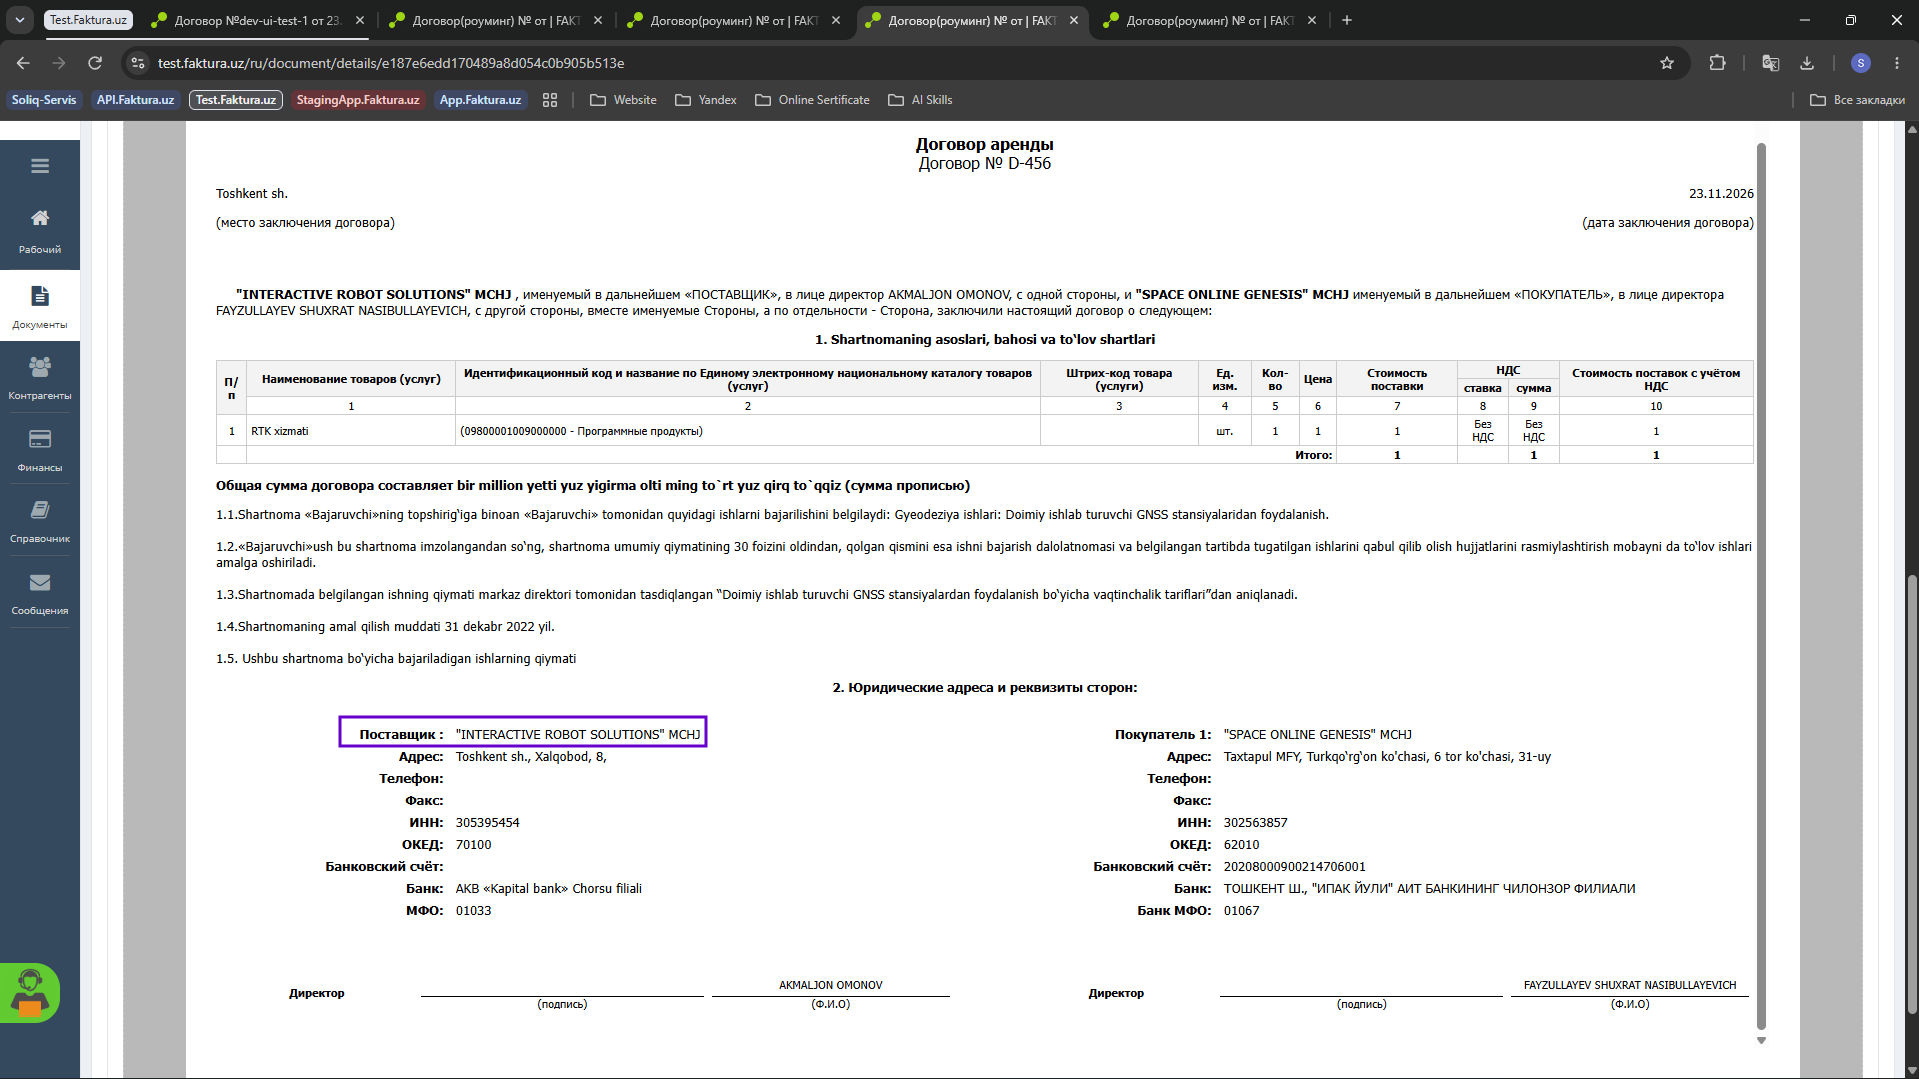 Test.Faktura.uz
Договор №dev-ui-test-1 от 23.
Договор(роуминг) № от | FAKT
Договор(роуминг) № от | FAKT
Договор(роуминг) № от | FAKT
Договор(роуминг) № от | FAKT
test.faktura.uz/ru/document/details/e187e6edd170489a8d054c0b905b513e
S
Soliq-Servis
API.Faktura.uz
Test.Faktura.uz
StagingApp.Faktura.uz
App.Faktura.uz
Website
Yandex
Online Sertificate
AI Skills
Все закладки
Рабочий
Документы
Контрагенты
Финансы
Справочник
Сообщения
Договор аренды
Договор № D-456
Toshkent sh.
23.11.2026
(место заключения договора)
(дата заключения договора)
"INTERACTIVE ROBOT SOLUTIONS" MCHJ , именуемый в дальнейшем «ПОСТАВЩИК», в лице директор AKMALJON OMONOV, с одной стороны, и "SPACE ONLINE GENESIS" MCHJ именуемый в дальнейшем «ПОКУПАТЕЛЬ», в лице директора
FAYZULLAYEV SHUXRAT NASIBULLAYEVICH, с другой стороны, вместе именуемые Стороны, а по отдельности - Сторона, заключили настоящий договор о следующем:
1. Shartnomaning asoslari, bahosi va to‘lov shartlari
П/п
Наименование товаров (услуг)
Идентификационный код и название по Единому электронному национальному каталогу товаров (услуг)
Штрих-код товара (услуги)
Ед. изм.
Кол-во
Цена
Стоимость поставки
НДС
ставка
сумма
Стоимость поставок с учётом НДС
1 2 3 4 5 6 7 8 9 10
1 RTK xizmati (09800001009000000 - Программные продукты) шт. 1 1 1 Без НДС Без НДС 1
Итого: 1 1 1
Общая сумма договора составляет bir million yetti yuz yigirma olti ming to`rt yuz qirq to`qqiz (сумма прописью)
1.1.Shartnoma «Bajaruvchi»ning topshirig‘iga binoan «Bajaruvchi» tomonidan quyidagi ishlarni bajarilishini belgilaydi: Gyeodeziya ishlari: Doimiy ishlab turuvchi GNSS stansiyalaridan foydalanish.
1.2.«Bajaruvchi»ush bu shartnoma imzolangandan so‘ng, shartnoma umumiy qiymatining 30 foizini oldindan, qolgan qismini esa ishni bajarish dalolatnomasi va belgilangan tartibda tugatilgan ishlarini qabul qilib olish hujjatlarini rasmiylashtirish mobayni da to‘lov ishlari
amalga oshiriladi.
1.3.Shartnomada belgilangan ishning qiymati markaz direktori tomonidan tasdiqlangan “Doimiy ishlab turuvchi GNSS stansiyalardan foydalanish bo‘yicha vaqtinchalik tariflari”dan aniqlanadi.
1.4.Shartnomaning amal qilish muddati 31 dekabr 2022 yil.
1.5. Ushbu shartnoma bo‘yicha bajariladigan ishlarning qiymati
2. Юридические адреса и реквизиты сторон:
Поставщик : "INTERACTIVE ROBOT SOLUTIONS" MCHJ
Адрес: Toshkent sh., Xalqobod, 8,
Телефон:
Факс:
ИНН: 305395454
ОКЕД: 70100
Банковский счёт:
Банк: AKB «Kapital bank» Chorsu filiali
МФО: 01033
Покупатель 1: "SPACE ONLINE GENESIS" MCHJ
Адрес: Taxtapul MFY, Turkqo‘rg‘on ko'chasi, 6 tor ko'chasi, 31-uy
Телефон:
Факс:
ИНН: 302563857
ОКЕД: 62010
Банковский счёт: 20208000900214706001
Банк: ТОШКЕНТ Ш., "ИПАК ЙУЛИ" АИТ БАНКИНИНГ ЧИЛОНЗОР ФИЛИАЛИ
Банк МФО: 01067
Директор
(подпись)
AKMALJON OMONOV
(Ф.И.О)
Директор
(подпись)
FAYZULLAYEV SHUXRAT NASIBULLAYEVICH
(Ф.И.О)